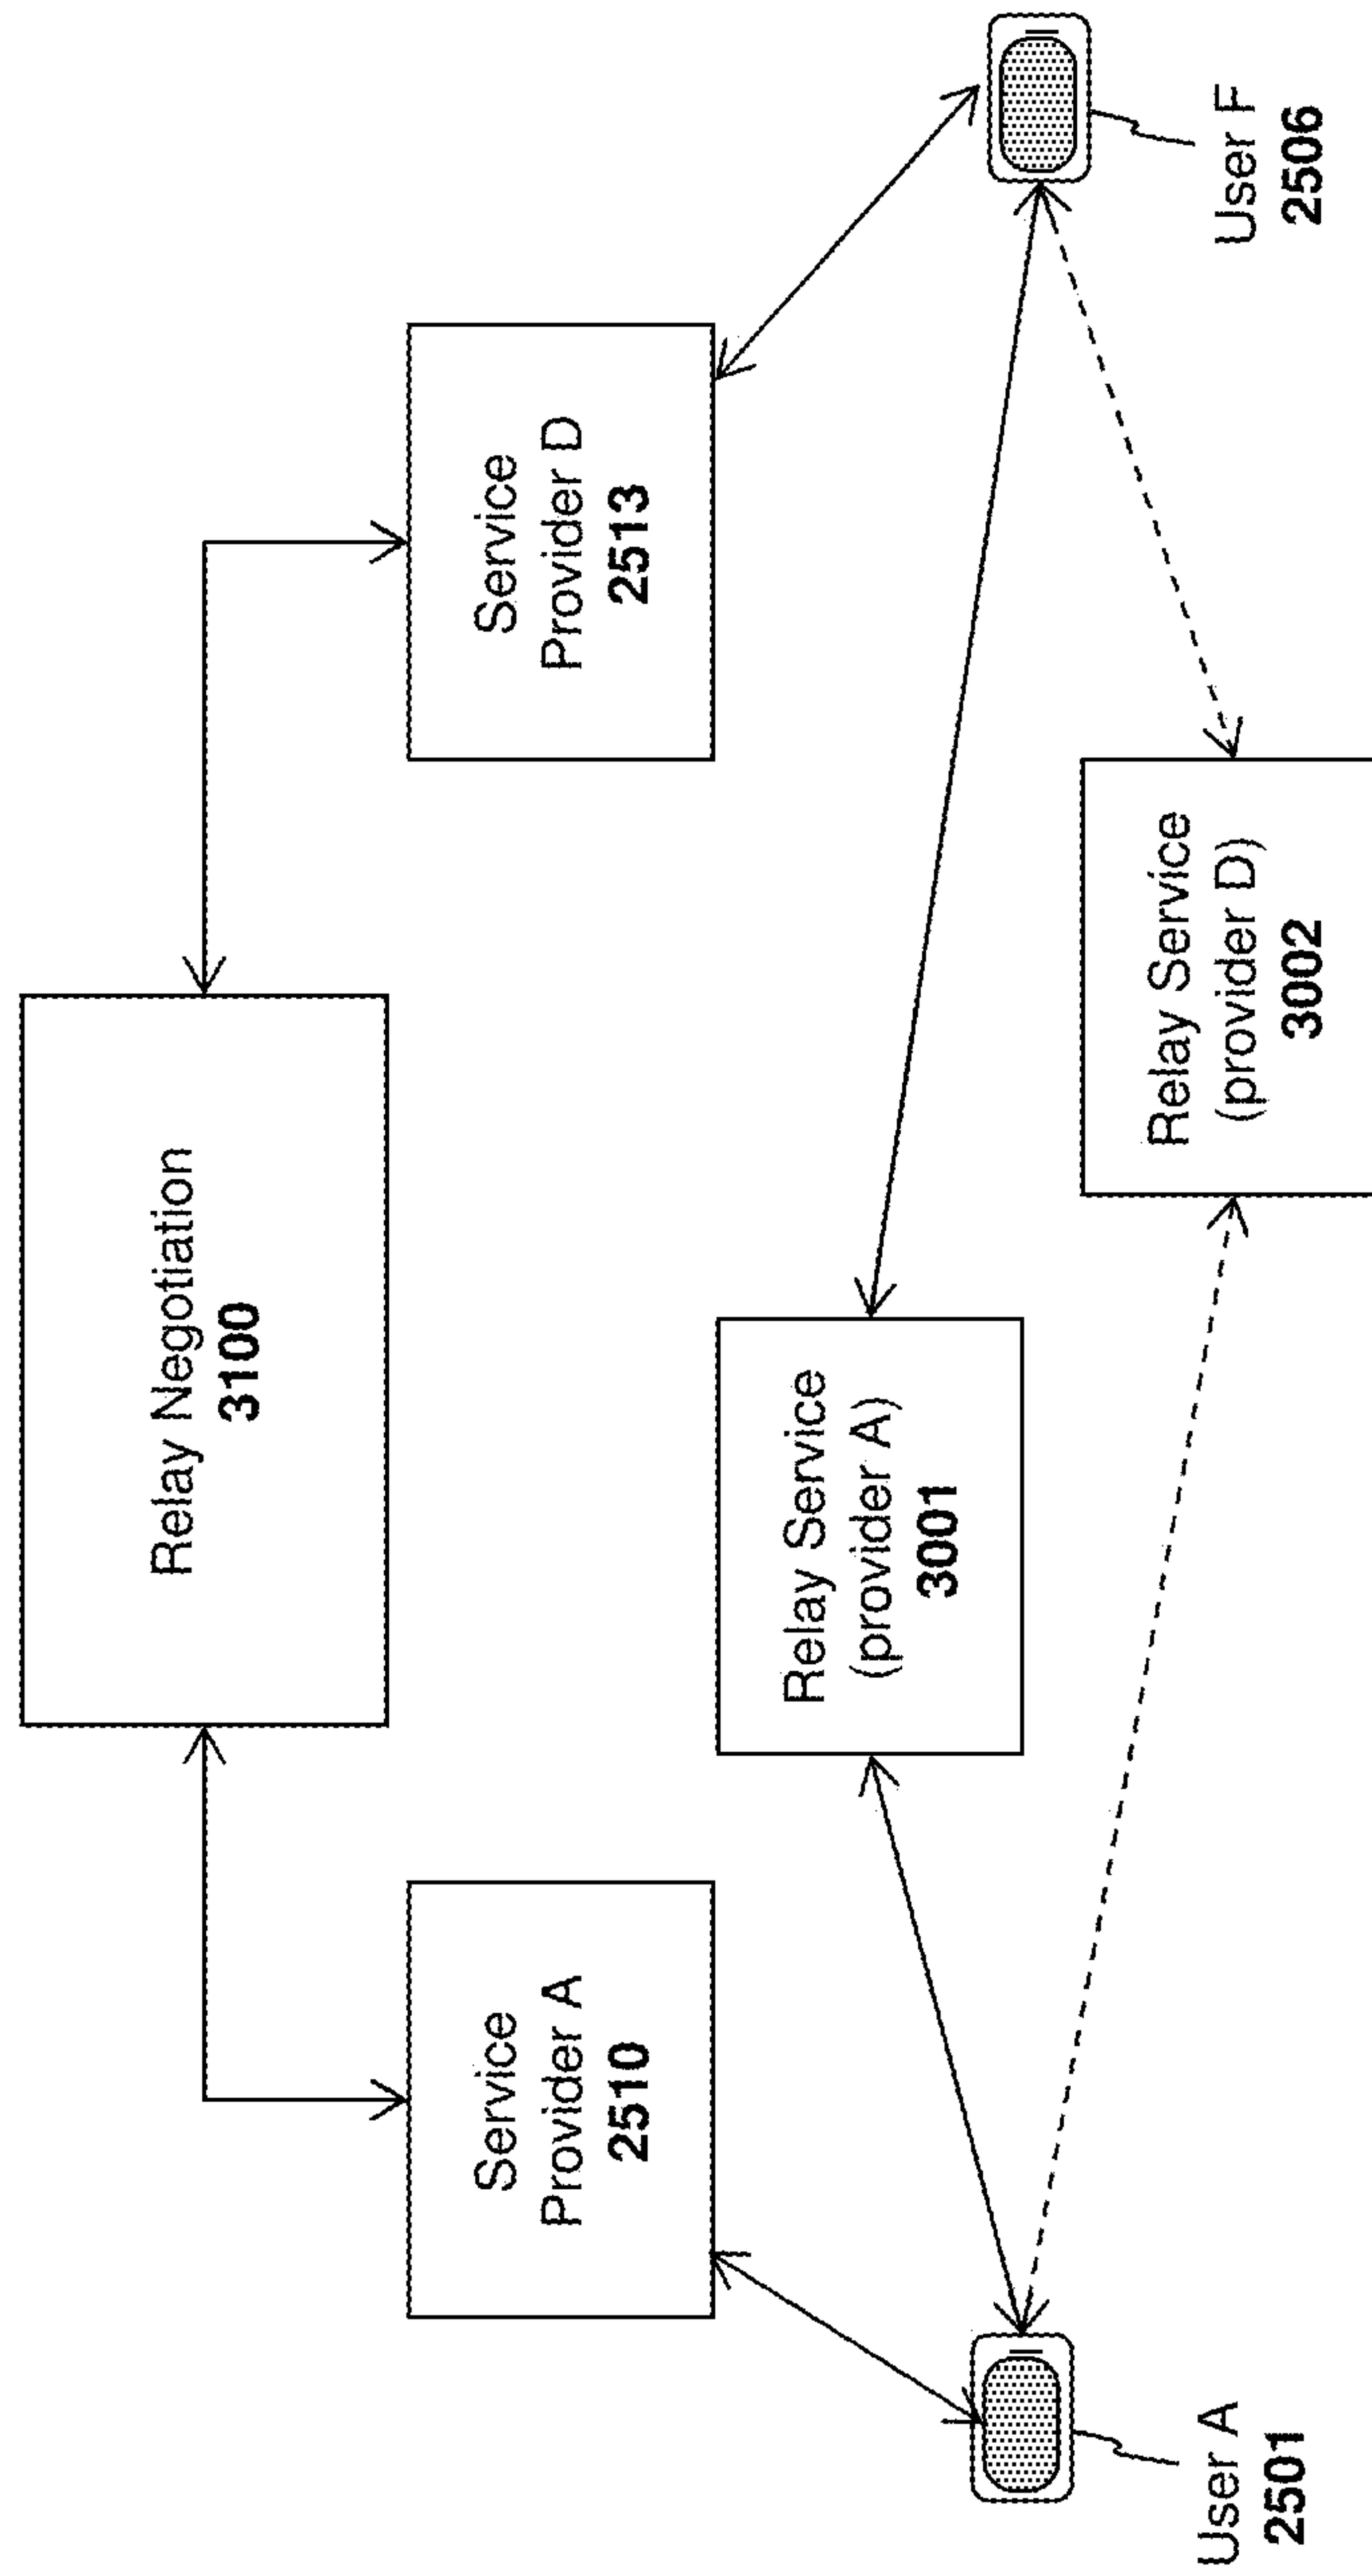 Relay Negotiation
3100
Service
Provider A
2510
Service
Provider D
2513
Relay Service
(provider A)
3001
Relay Service
(provider D)
3002
User A
2501
User F
2506